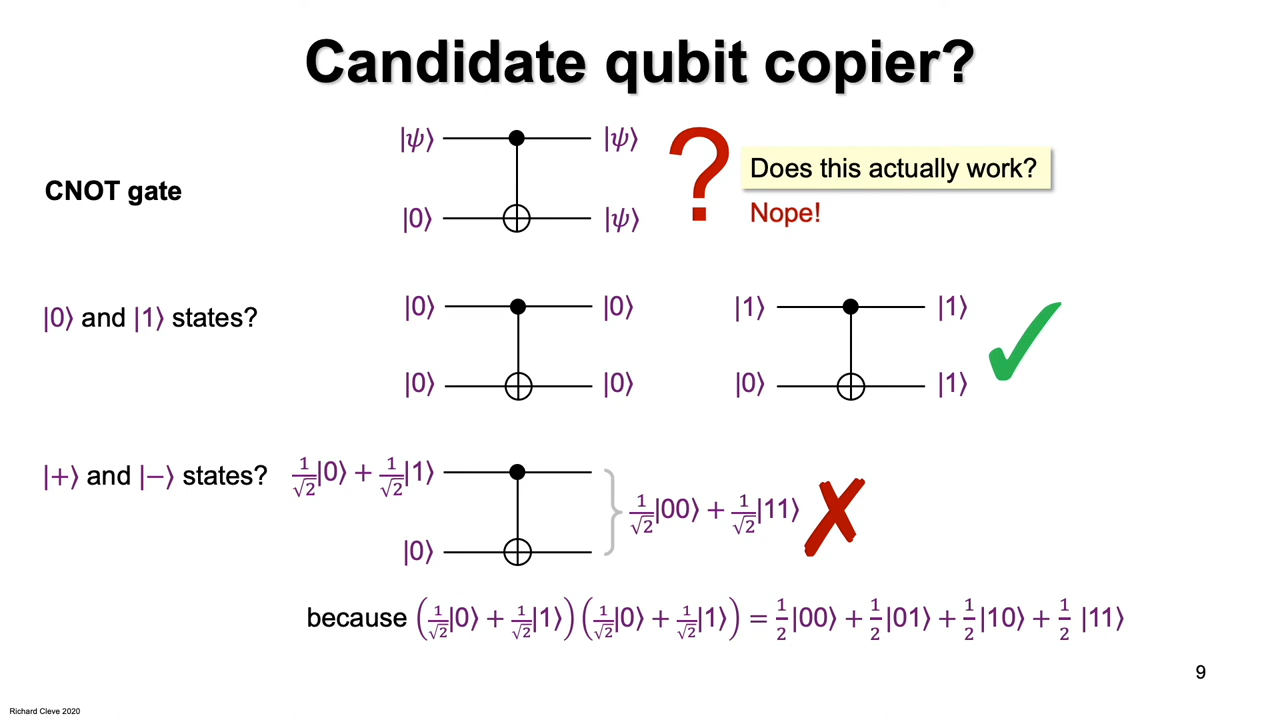 Candidate qubit copier?
|ψ⟩ |ψ⟩
?
Does this actually work?
CNOT gate
|0⟩ |ψ⟩
Nope!
|0⟩ and |1⟩ states?
|0⟩ |0⟩ |1⟩ |1⟩
|0⟩ |0⟩ |0⟩ |1⟩
|+⟩ and |−⟩ states?
1/√2|0⟩ + 1/√2|1⟩
1/√2|00⟩ + 1/√2|11⟩
|0⟩
because (1/√2|0⟩ + 1/√2|1⟩)(1/√2|0⟩ + 1/√2|1⟩) = 1/2|00⟩ + 1/2|01⟩ + 1/2|10⟩ + 1/2 |11⟩
9
Richard Cleve 2020